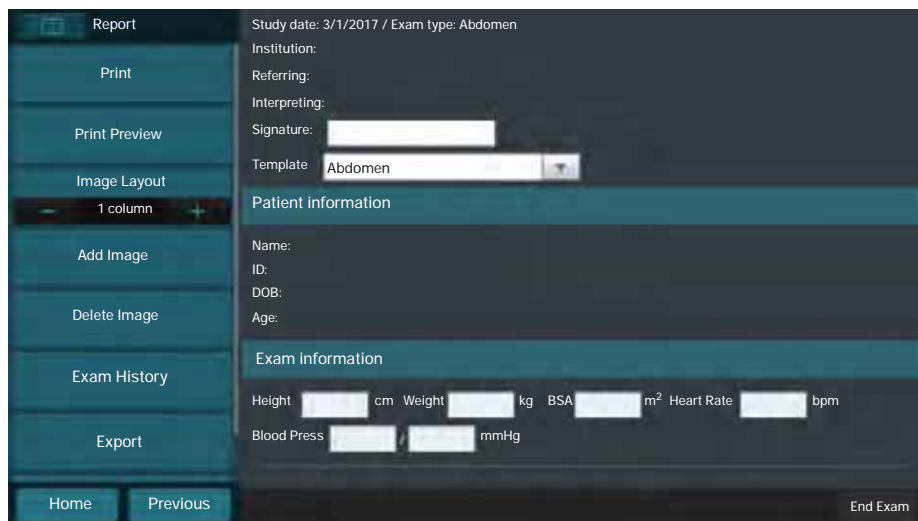 Report
Print
Print Preview
Image Layout
1 column
Add Image
Delete Image
Exam History
Export
Home Previous
Study date: 3/1/2017 / Exam type: Abdomen
Institution:
Referring:
Interpreting:
Signature:
Template Abdomen
Patient information
Name:
ID:
DOB:
Age:
Exam information
Height cm Weight kg BSA m² Heart Rate bpm
Blood Press / mmHg
End Exam